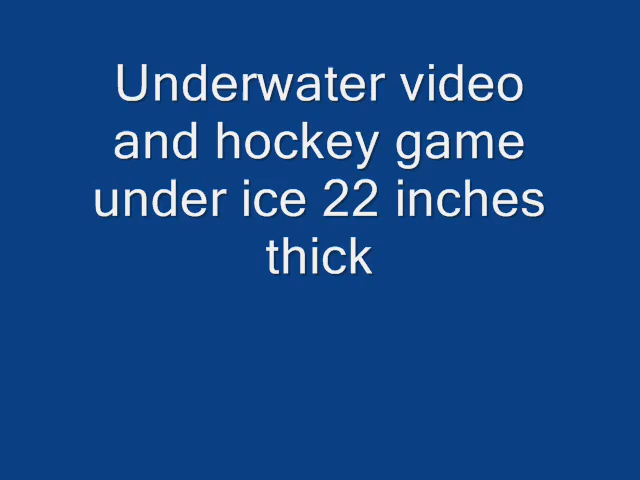 Underwater video
and hockey game
under ice 22 inches
thick